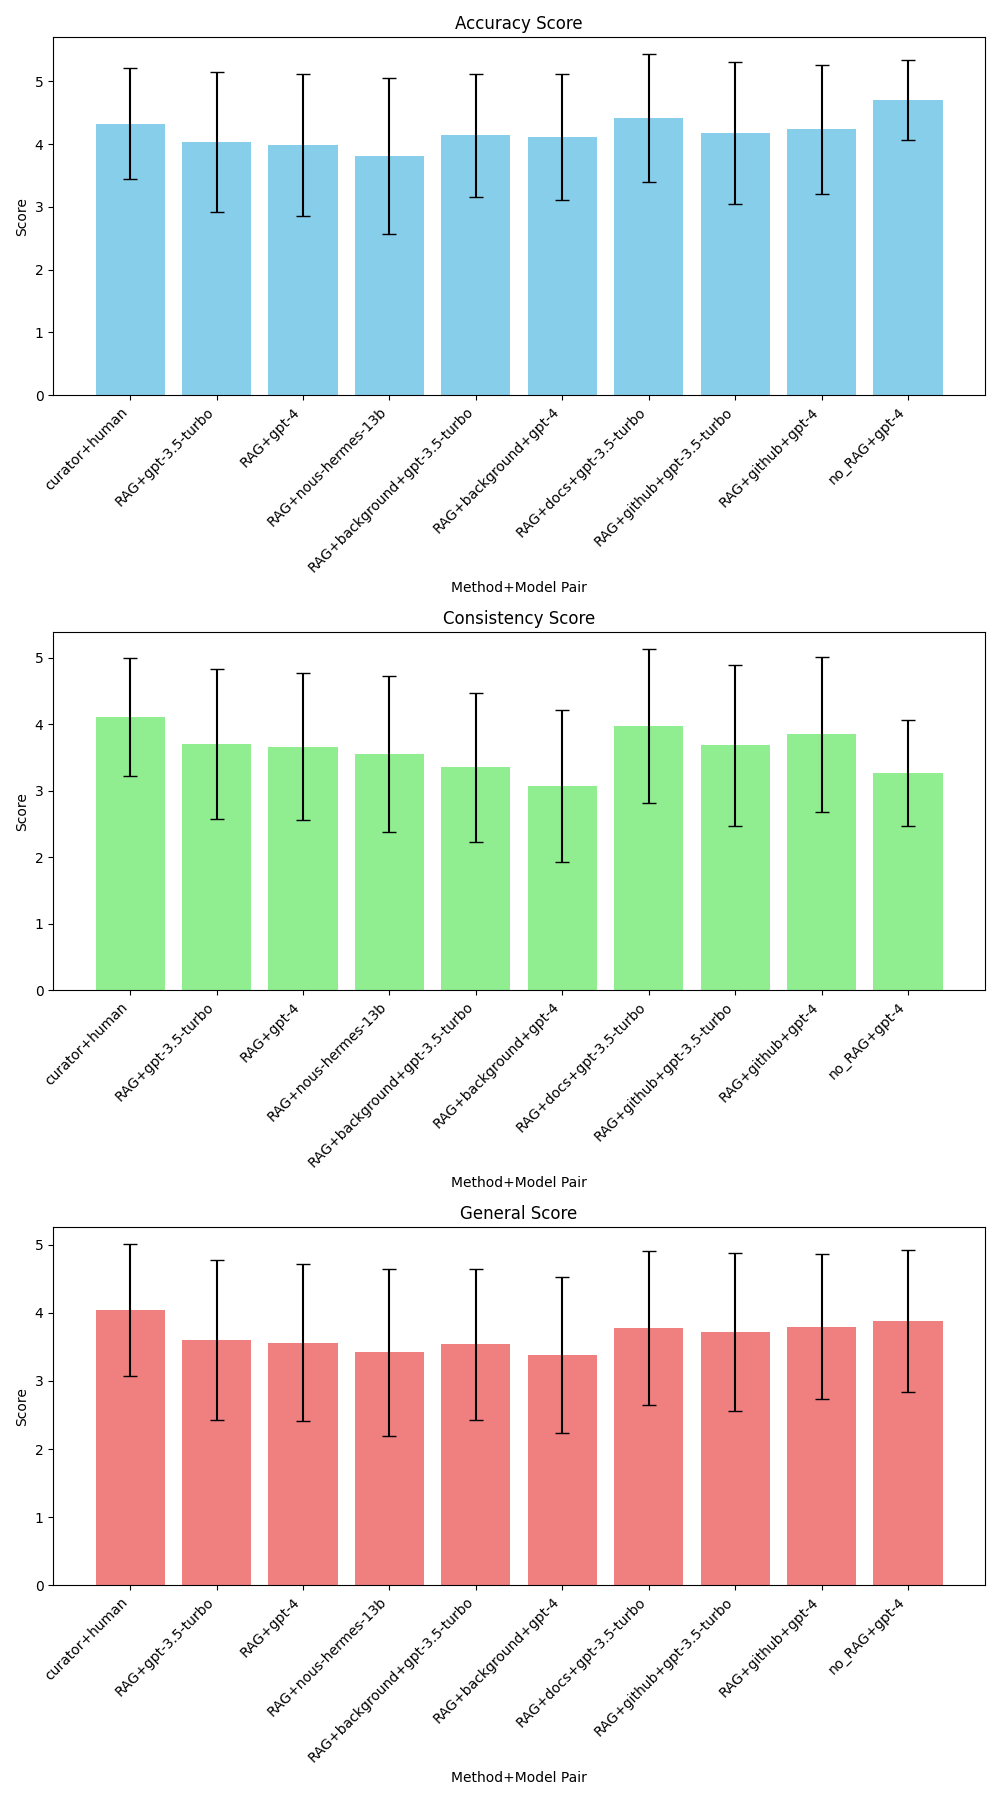 Accuracy Score
Score
5
4
3
2
1
0
curator+human
RAG+gpt-3.5-turbo
RAG+gpt-4
RAG+nous-hermes-13b
RAG+background+gpt-3.5-turbo
RAG+background+gpt-4
RAG+docs+gpt-3.5-turbo
RAG+github+gpt-3.5-turbo
RAG+github+gpt-4
no_RAG+gpt-4
Method+Model Pair
Consistency Score
Score
5
4
3
2
1
0
curator+human
RAG+gpt-3.5-turbo
RAG+gpt-4
RAG+nous-hermes-13b
RAG+background+gpt-3.5-turbo
RAG+background+gpt-4
RAG+docs+gpt-3.5-turbo
RAG+github+gpt-3.5-turbo
RAG+github+gpt-4
no_RAG+gpt-4
Method+Model Pair
General Score
Score
5
4
3
2
1
0
curator+human
RAG+gpt-3.5-turbo
RAG+gpt-4
RAG+nous-hermes-13b
RAG+background+gpt-3.5-turbo
RAG+background+gpt-4
RAG+docs+gpt-3.5-turbo
RAG+github+gpt-3.5-turbo
RAG+github+gpt-4
no_RAG+gpt-4
Method+Model Pair